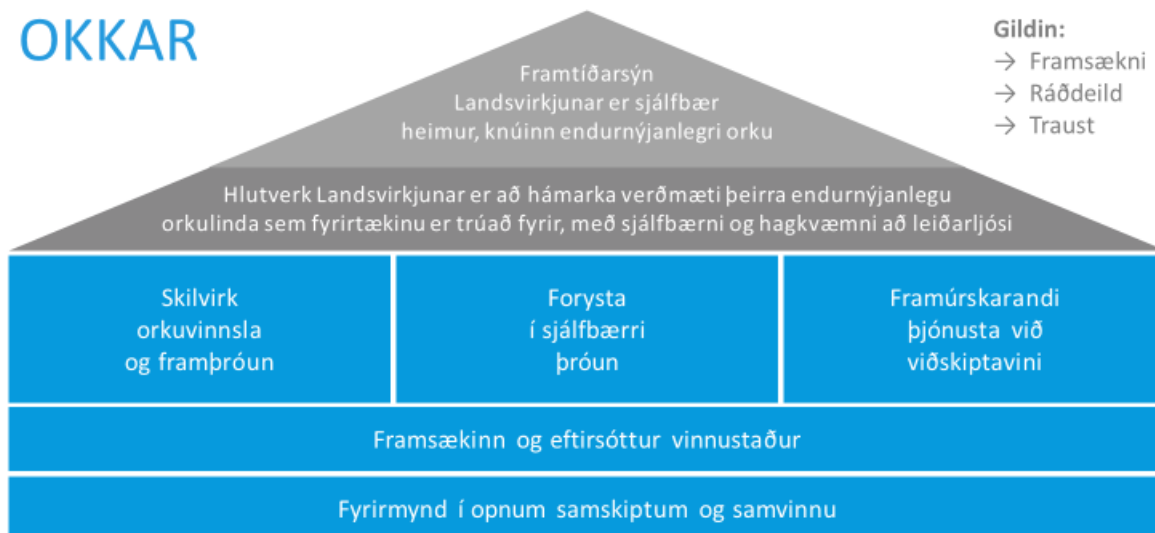 OKKAR
Gildin:
→ Framsækni
→ Ráðdeild
→ Traust
Framtíðarsýn
Landsvirkjunar er sjálfbær
heimur, knúinn endurnýjanlegri orku
Hlutverk Landsvirkjunar er að hámarka verðmæti þeirra endurnýjanlegu
orkulinda sem fyrirtækinu er trúað fyrir, með sjálfbærni og hagkvæmni að leiðarljósi
Skilvirk
orkuvinnsla
og framþróun
Forysta
í sjálfbærri
þróun
Framúrskarandi
þjónusta við
viðskiptavini
Framsækinn og eftirsóttur vinnustaður
Fyrirmynd í opnum samskiptum og samvinnu